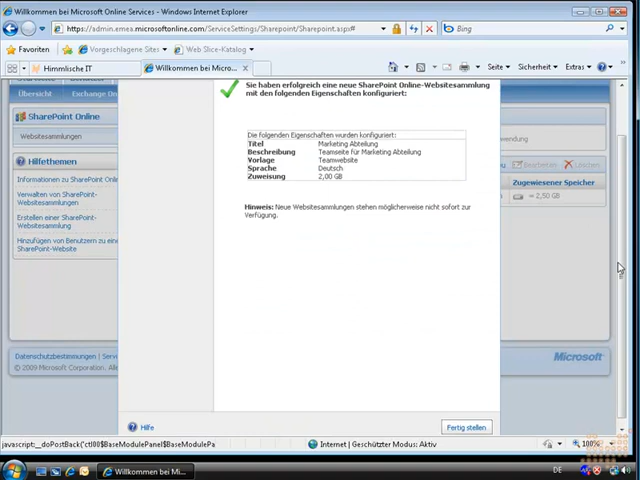 Willkommen bei Microsoft Online Services - Windows Internet Explorer
https://admin.emea.microsoftonline.com/ServiceSettings/Sharepoint/Sharepoint.aspx#
Bing
Favoriten
Vorgeschlagene Sites
Web Slice-Katalog
Himmlische IT
Willkommen bei Micro...
Seite
Sicherheit
Extras
Übersicht
Exchange On
SharePoint Online
Websitesammlungen
Hilfethemen
Informationen zu SharePoint Onli
Verwalten von SharePoint-
Websitesammlungen
Erstellen einer SharePoint-
Websitesammlung
Hinzufügen von Benutzern zu eine
SharePoint-Website
Sie haben erfolgreich eine neue SharePoint Online-Websitesammlung
mit den folgenden Eigenschaften konfiguriert:
Die folgenden Eigenschaften wurden konfiguriert:
Titel Marketing Abteilung
Beschreibung Teamseite für Marketing Abteilung
Vorlage Teamwebsite
Sprache Deutsch
Zuweisung 2,00 GB
Hinweis: Neue Websitesammlungen stehen möglicherweise nicht sofort zur
Verfügung.
wendung
Bearbeiten
Löschen
Zugewiesener Speicher
= 2,50 GB
Datenschutzbestimmungen | Serv
© 2009 Microsoft Corporation. Alle
Microsoft
Hilfe
Fertig stellen
javascript:__doPostBack('ctl00$BaseModulePanel$BaseModulePa
Internet | Geschützter Modus: Aktiv
100%
Willkommen bei Mi...
DE